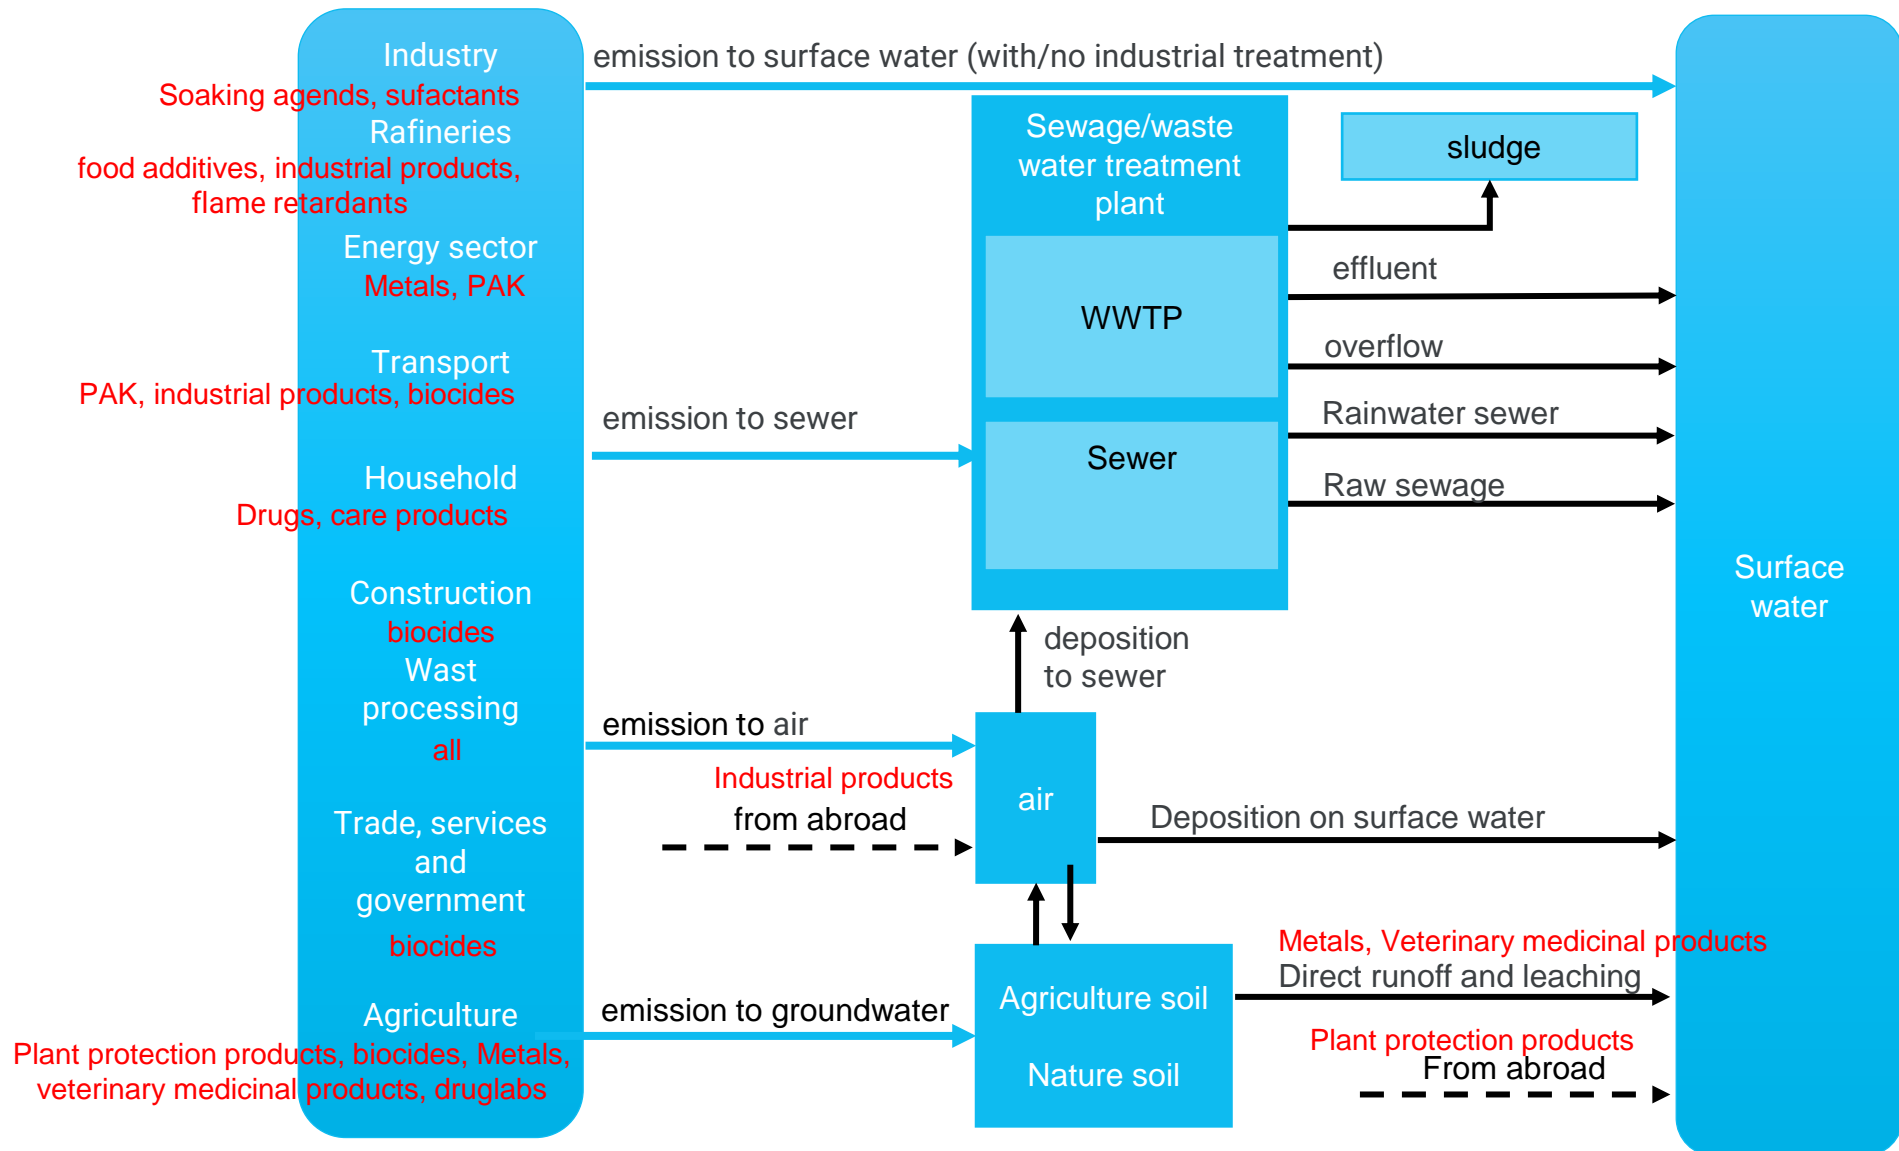 Industry
Soaking agends, sufactants
Rafineries
food additives, industrial products,
flame retardants
Energy sector
Metals, PAK
Transport
PAK, industrial products, biocides
Household
Drugs, care products
Construction
biocides
Wast
processing
all
Trade, services
and
government
biocides
Agriculture
Plant protection products, biocides, Metals,
veterinary medicinal products, druglabs
emission to surface water (with/no industrial treatment)
emission to sewer
emission to air
Industrial products
from abroad
emission to groundwater
Sewage/waste
water treatment
plant
WWTP
Sewer
deposition
to sewer
air
Agriculture soil
Nature soil
sludge
effluent
overflow
Rainwater sewer
Raw sewage
Deposition on surface water
Metals, Veterinary medicinal products
Direct runoff and leaching
Plant protection products
From abroad
Surface
water